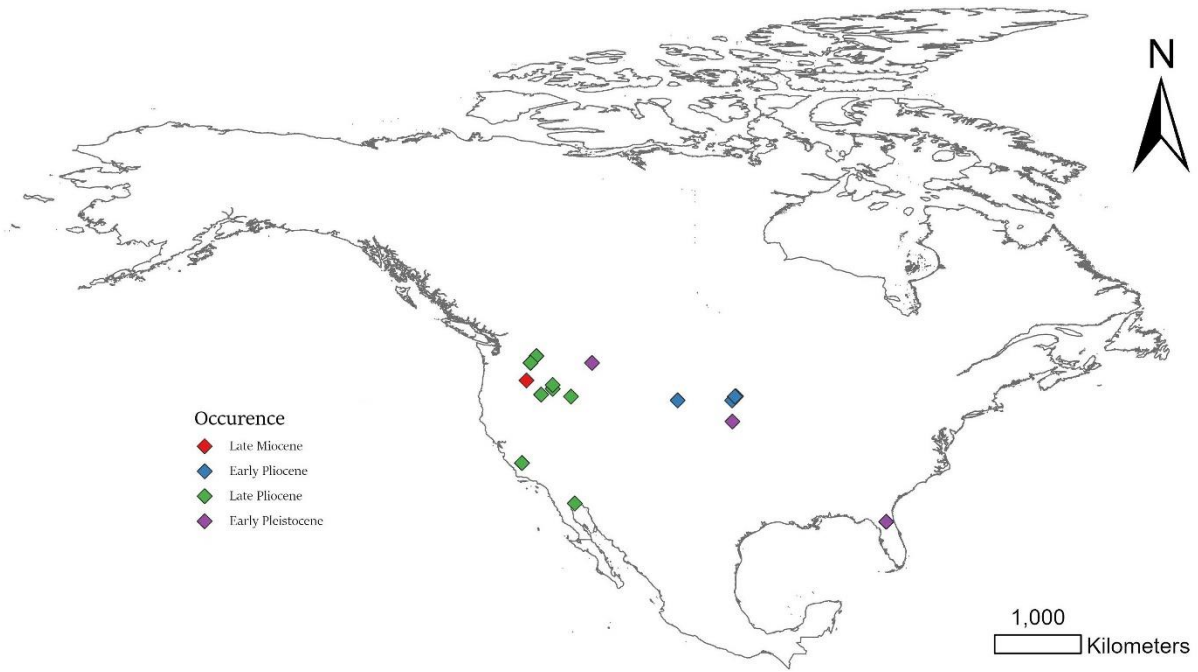 N
Occurence
Late Miocene
Early Pliocene
Late Pliocene
Early Pleistocene
1,000
Kilometers